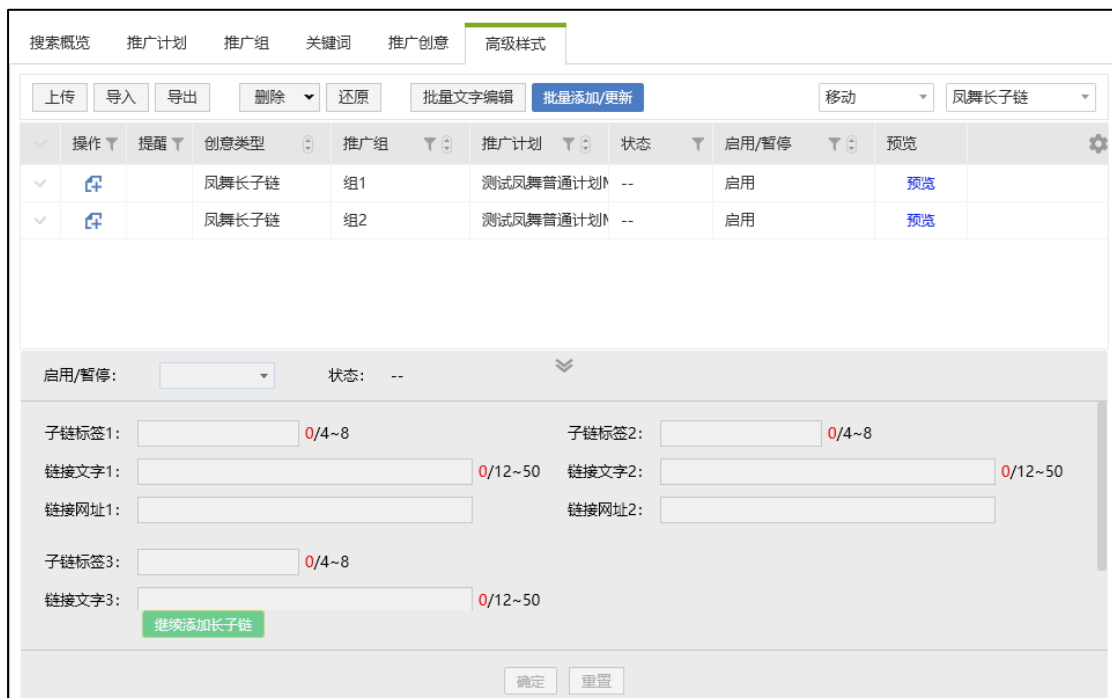 搜索概览 推广计划 推广组 关键词 推广创意 高级样式
上传 导入 导出 删除 还原 批量文字编辑 批量添加/更新 移动 凤舞长子链
操作 提醒 创意类型 推广组 推广计划 状态 启用/暂停 预览
凤舞长子链 组1 测试凤舞普通计划 -- 启用 预览
凤舞长子链 组2 测试凤舞普通计划 -- 启用 预览
启用/暂停: 状态: --
子链标签1: 0/4~8 子链标签2: 0/4~8
链接文字1: 0/12~50 链接文字2: 0/12~50
链接网址1: 链接网址2:
子链标签3: 0/4~8
链接文字3: 0/12~50
继续添加长子链
确定 重置